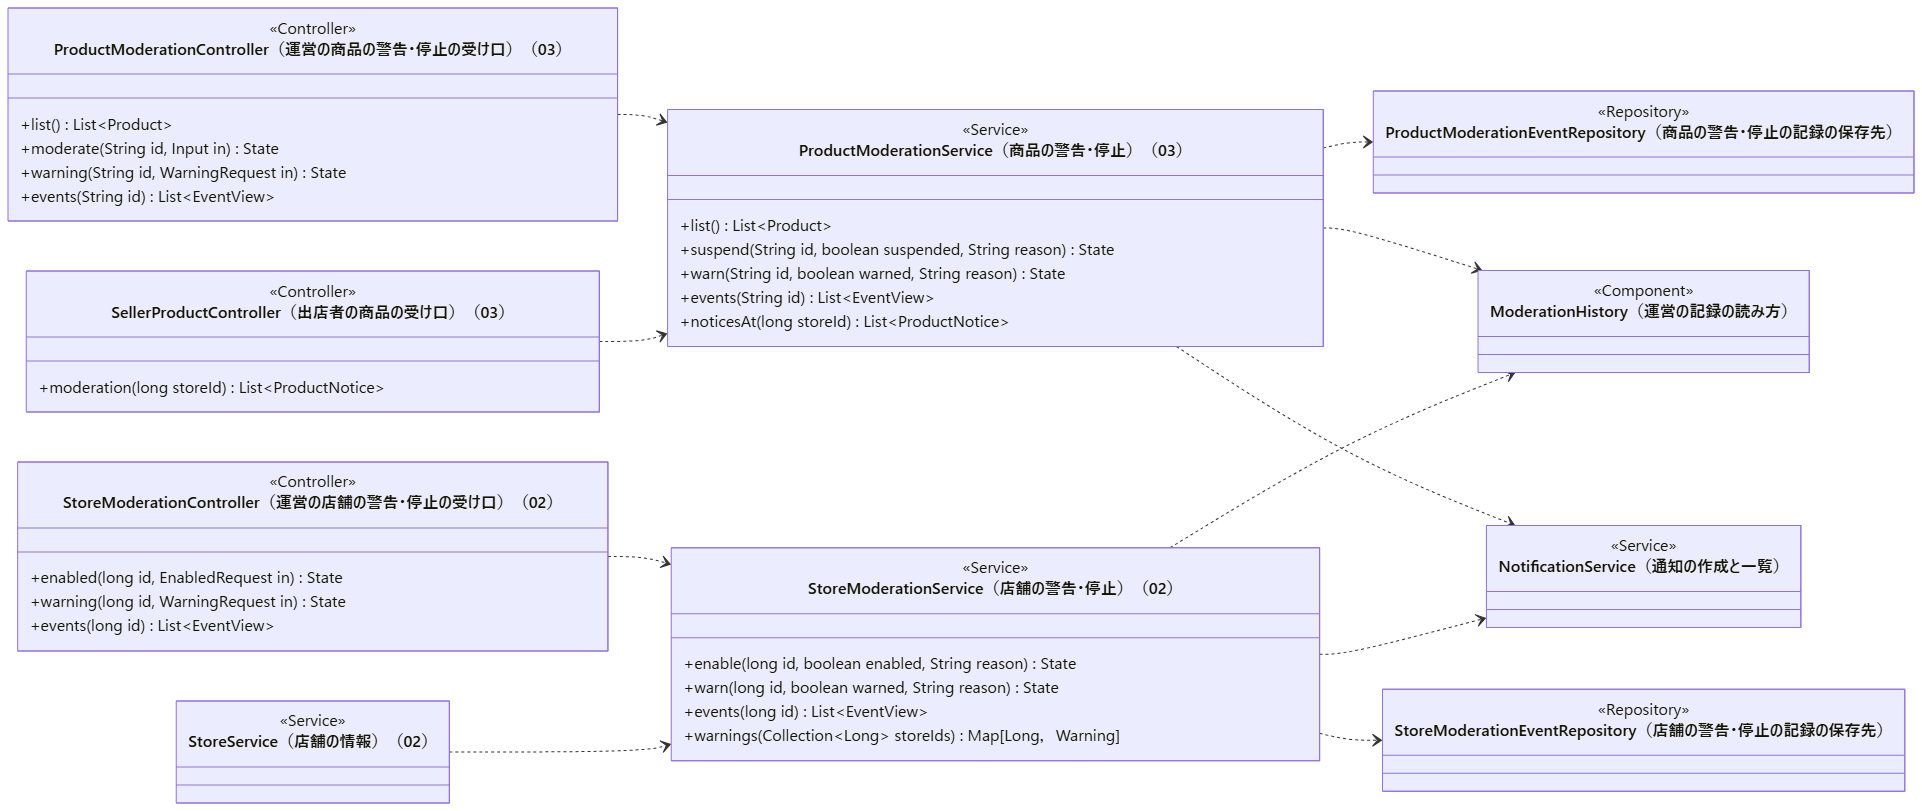 «Controller»
ProductModerationController（運営の商品の警告・停止の受け口）（03）
+list() : List<Product>
+moderate(String id, Input in) : State
+warning(String id, WarningRequest in) : State
+events(String id) : List<EventView>
«Controller»
SellerProductController（出店者の商品の受け口）（03）
+moderation(long storeId) : List<ProductNotice>
«Controller»
StoreModerationController（運営の店舗の警告・停止の受け口）（02）
+enabled(long id, EnabledRequest in) : State
+warning(long id, WarningRequest in) : State
+events(long id) : List<EventView>
«Service»
StoreService（店舗の情報）（02）
«Service»
ProductModerationService（商品の警告・停止）（03）
+list() : List<Product>
+suspend(String id, boolean suspended, String reason) : State
+warn(String id, boolean warned, String reason) : State
+events(String id) : List<EventView>
+noticesAt(long storeId) : List<ProductNotice>
«Service»
StoreModerationService（店舗の警告・停止）（02）
+enable(long id, boolean enabled, String reason) : State
+warn(long id, boolean warned, String reason) : State
+events(long id) : List<EventView>
+warnings(Collection<Long> storeIds) : Map[Long， Warning]
«Repository»
ProductModerationEventRepository（商品の警告・停止の記録の保存先）
«Component»
ModerationHistory（運営の記録の読み方）
«Service»
NotificationService（通知の作成と一覧）
«Repository»
StoreModerationEventRepository（店舗の警告・停止の記録の保存先）